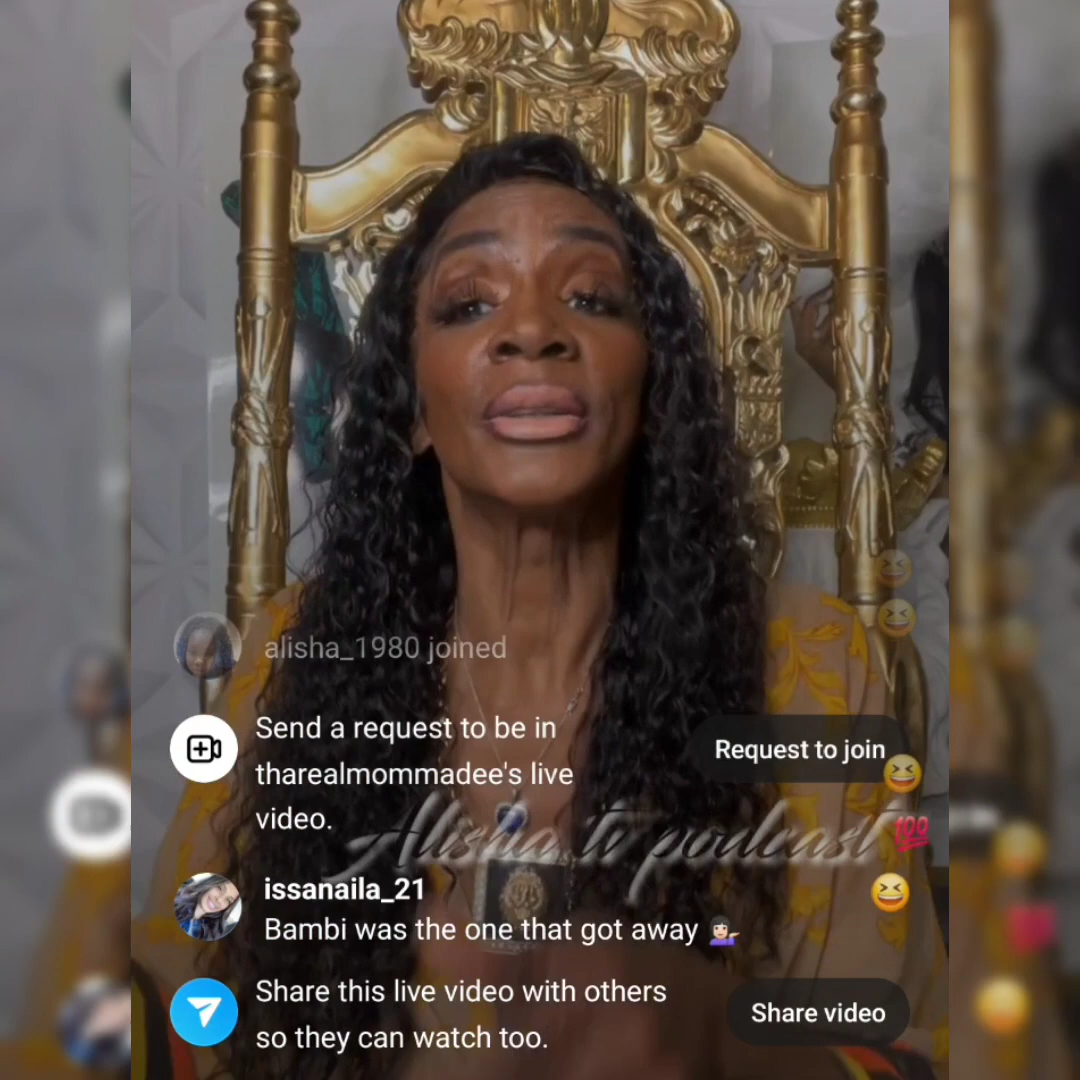 alisha_1980 joined
Send a request to be in
tharealmommadee's live
video.
Request to join
Alisha tv podcast 💯
issanaila_21
Bambi was the one that got away 💁🏻‍♀️
Share this live video with others
so they can watch too.
Share video